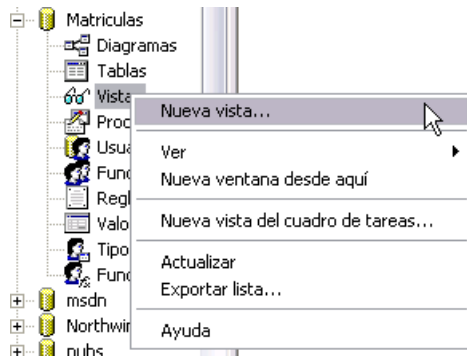 Matriculas
Diagramas
Tablas
Vista
Nueva vista...
Proc
Usua
Ver
Func
Nueva ventana desde aquí
Regl
Valo
Nueva vista del cuadro de tareas...
Tipo
Actualizar
Func
Exportar lista...
msdn
Northwin
Ayuda
pubs